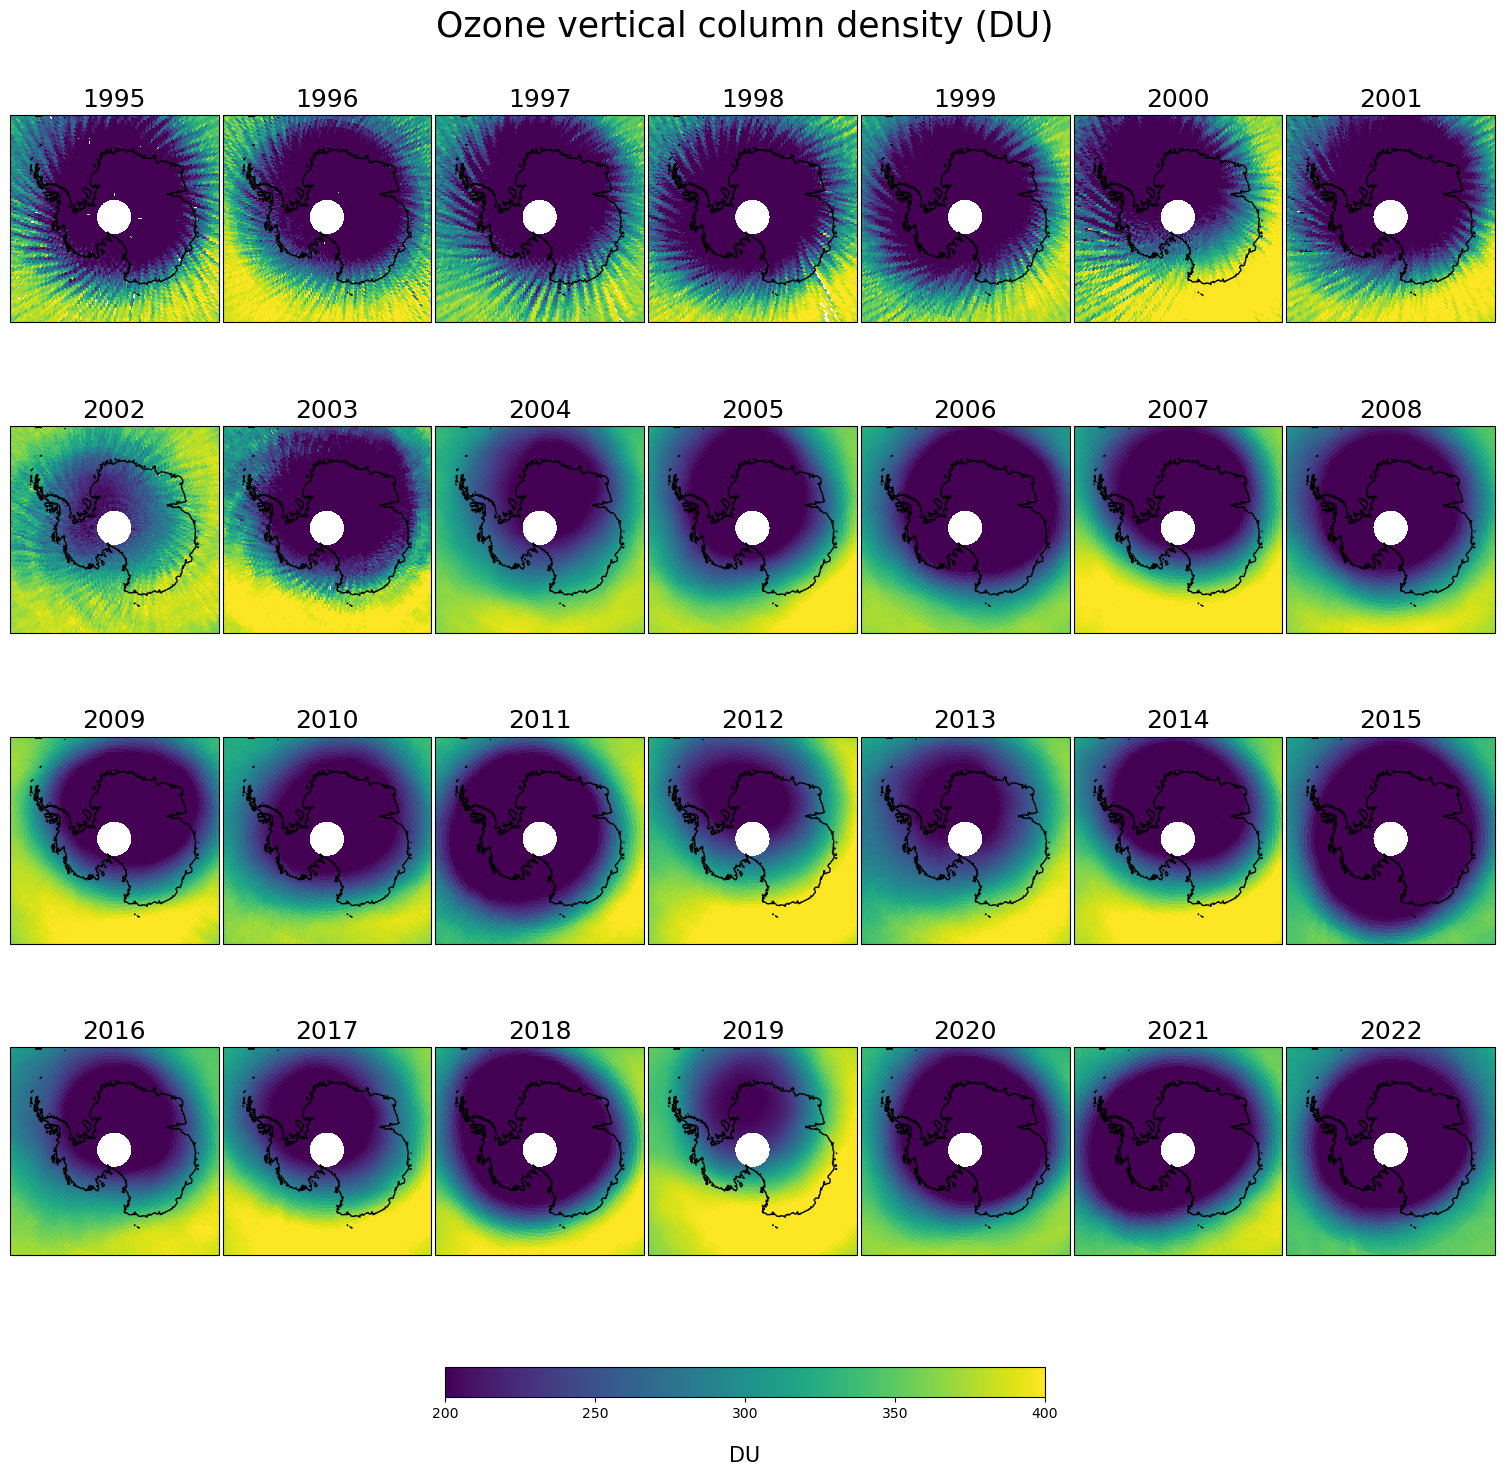 Ozone vertical column density (DU)
1995 1996 1997 1998 1999 2000 2001
2002 2003 2004 2005 2006 2007 2008
2009 2010 2011 2012 2013 2014 2015
2016 2017 2018 2019 2020 2021 2022
200 250 300 350 400
DU